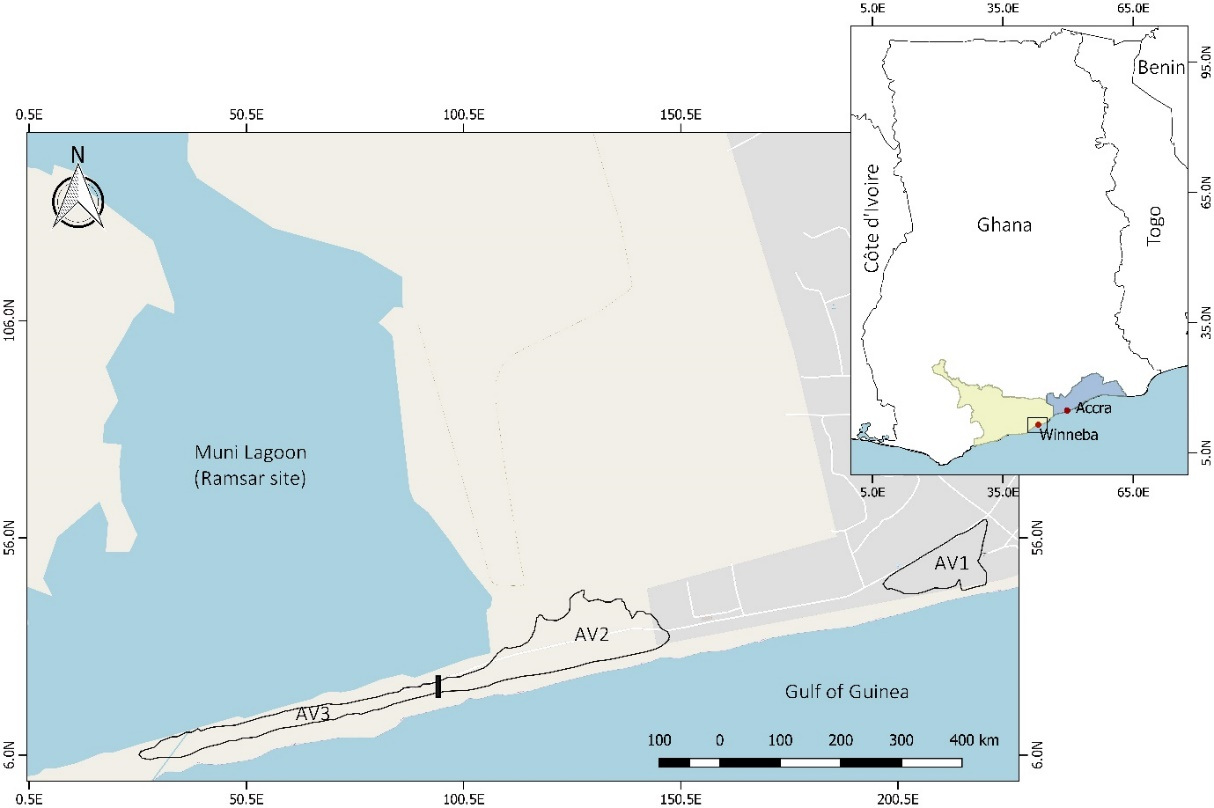 5.0E 35.0E 65.0E
95.0N
Benin
65.0N
Côte d'Ivoire
Ghana
Togo
35.0N
Accra
Winneba
5.0N
5.0E 35.0E 65.0E
0.5E 50.5E 100.5E 150.5E
N
106.0N
Muni Lagoon
(Ramsar site)
56.0N
56.0N
AV1
AV2
AV3
Gulf of Guinea
100 0 100 200 300 400 km
6.0N
6.0N
0.5E 50.5E 100.5E 150.5E 200.5E